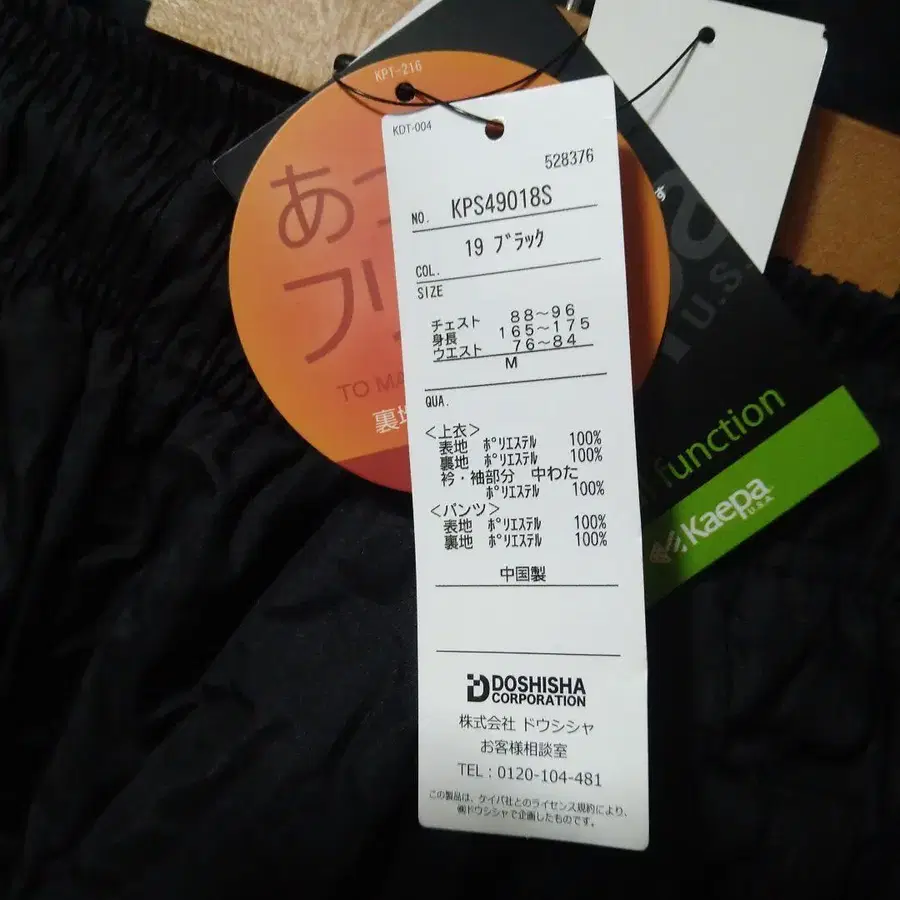 KPT-216
あっ
フリ
TO MA
裏地
KDT-004
528376
NO. KPS49018S
19 ブラック
COL.
SIZE
チェスト 88～96
身長 165～175
ウエスト 76～84
M
QUA.
＜上衣＞
表地 ポリエステル 100%
裏地 ポリエステル 100%
衿・袖部分 中わた
ポリエステル 100%
＜パンツ＞
表地 ポリエステル 100%
裏地 ポリエステル 100%
中国製
DOSHISHA
CORPORATION
株式会社 ドウシシャ
お客様相談室
TEL：0120-104-481
この製品は、ケイパ社とのライセンス規約により、
㈱ドウシシャで企画したものです。
u.s.
function
Kaepa
U.S.A